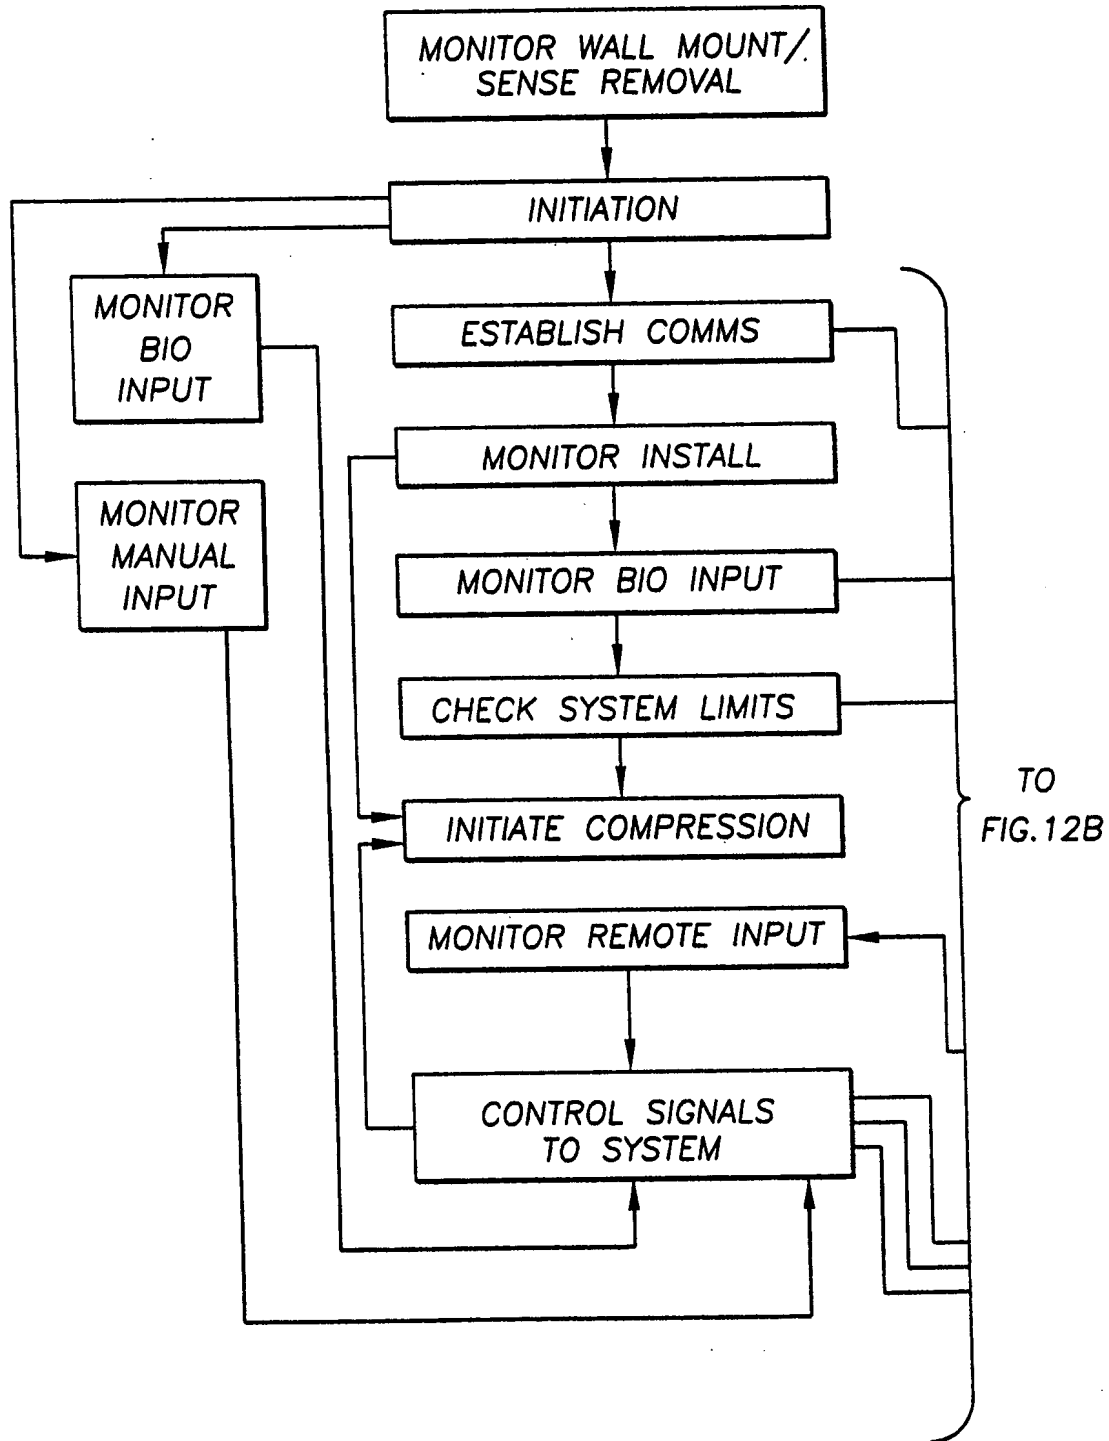 MONITOR WALL MOUNT/
SENSE REMOVAL
INITIATION
MONITOR
BIO
INPUT
ESTABLISH COMMS
MONITOR INSTALL
MONITOR
MANUAL
INPUT
MONITOR BIO INPUT
CHECK SYSTEM LIMITS
INITIATE COMPRESSION
TO
FIG.12B
MONITOR REMOTE INPUT
CONTROL SIGNALS
TO SYSTEM